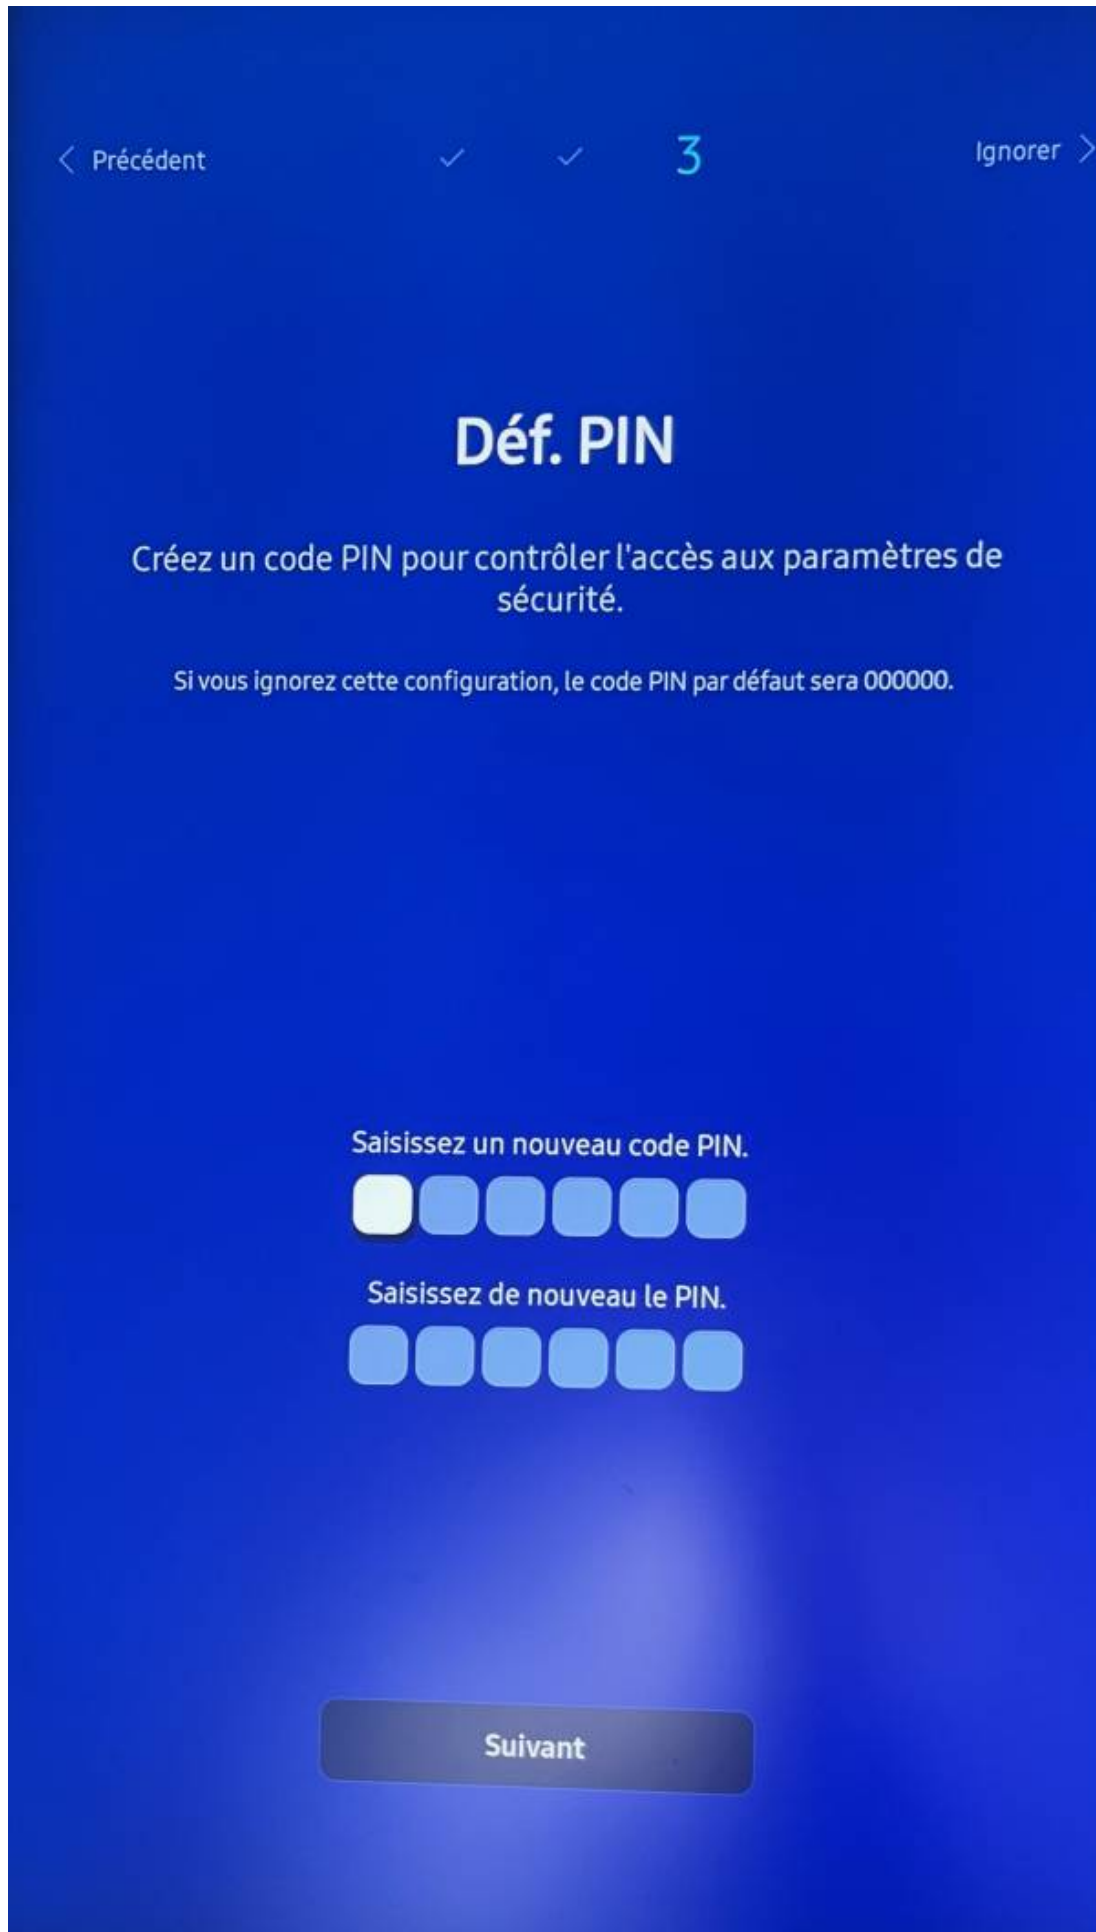 Précédent
3
Ignorer
Déf. PIN
Créez un code PIN pour contrôler l'accès aux paramètres de
sécurité.
Si vous ignorez cette configuration, le code PIN par défaut sera 000000.
Saisissez un nouveau code PIN.
Saisissez de nouveau le PIN.
Suivant